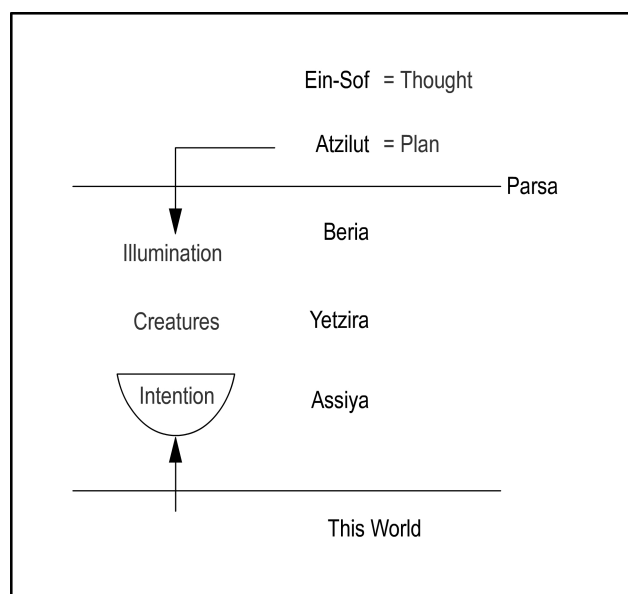 Ein-Sof = Thought
Atzilut = Plan
Parsa
Beria
Illumination
Creatures Yetzira
Intention Assiya
This World